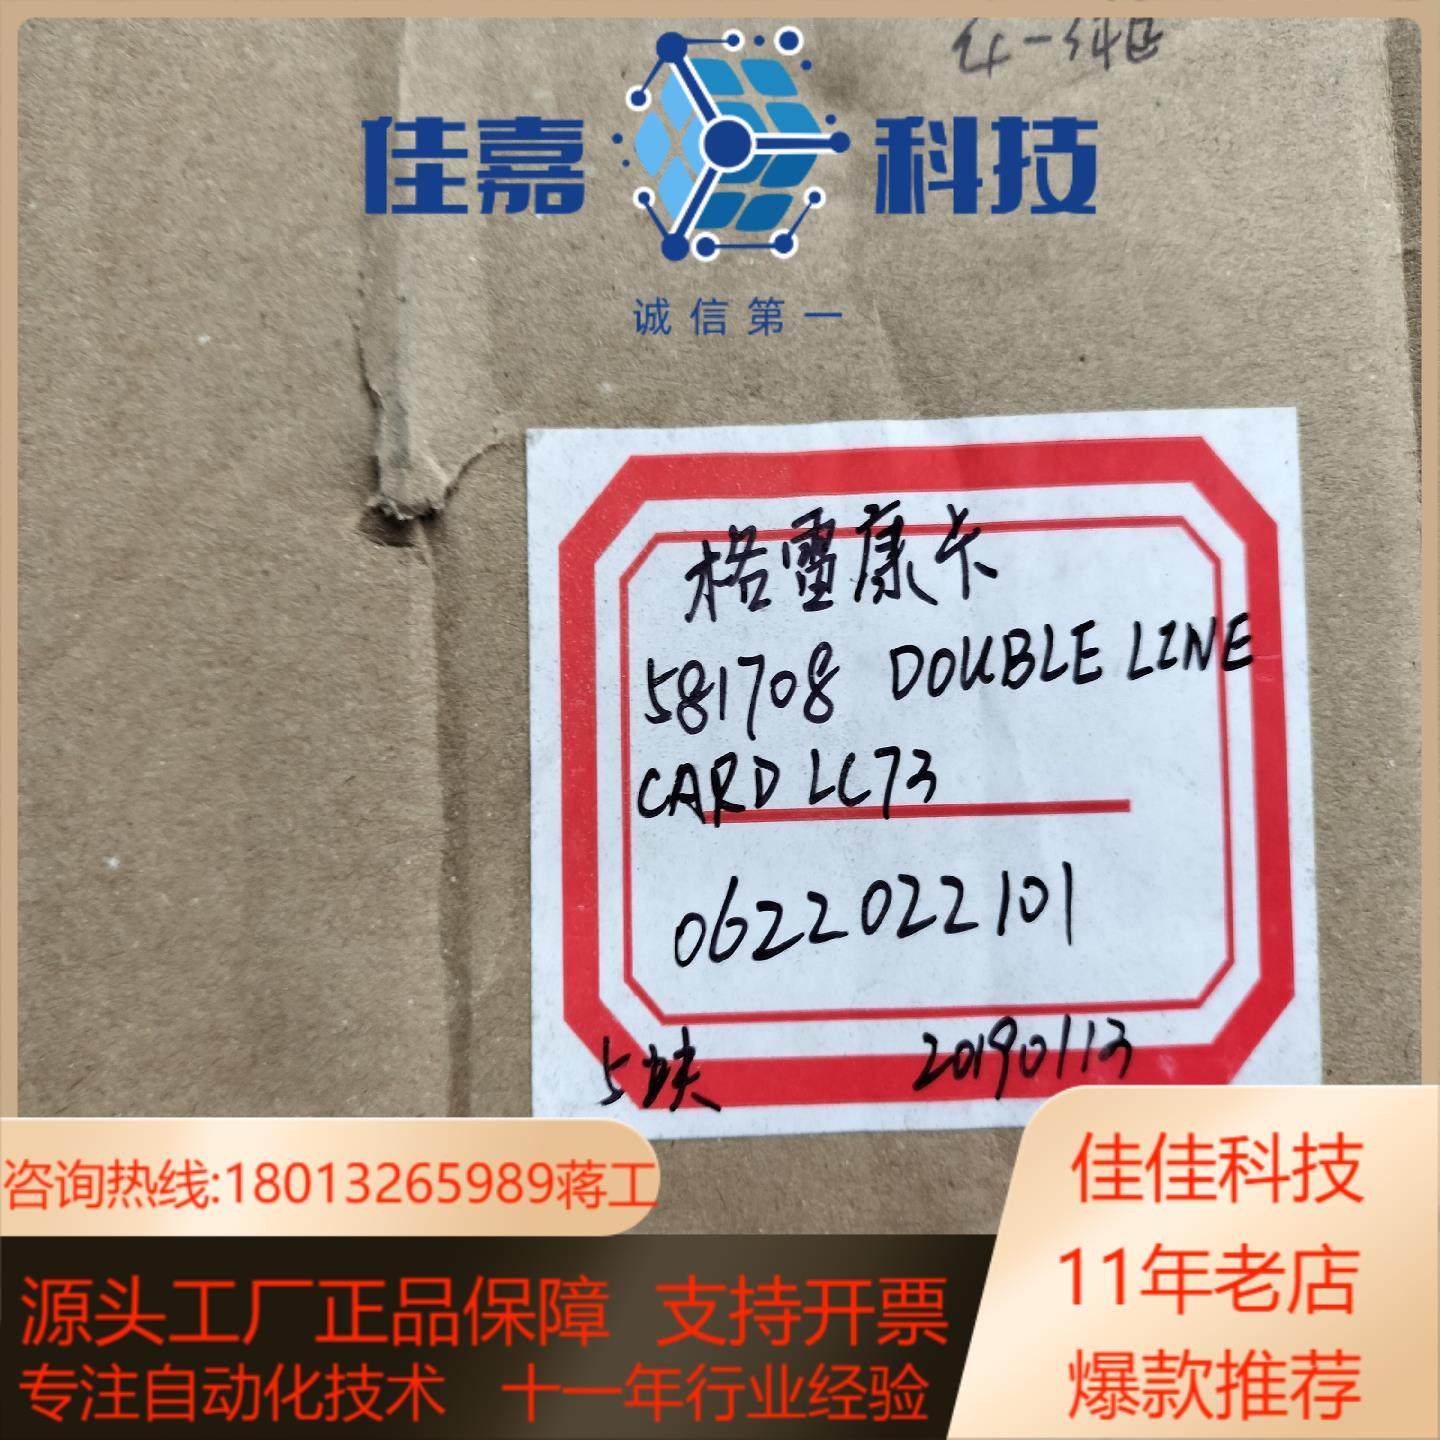 佳嘉科技
诚信第一
格雷康卡
581708 DOUBLE LINE
CARD LC73
0622022101
5块 20190113
咨询热线:18013265989蒋工
佳佳科技
11年老店
爆款推荐
源头工厂正品保障 支持开票
专注自动化技术 十一年行业经验